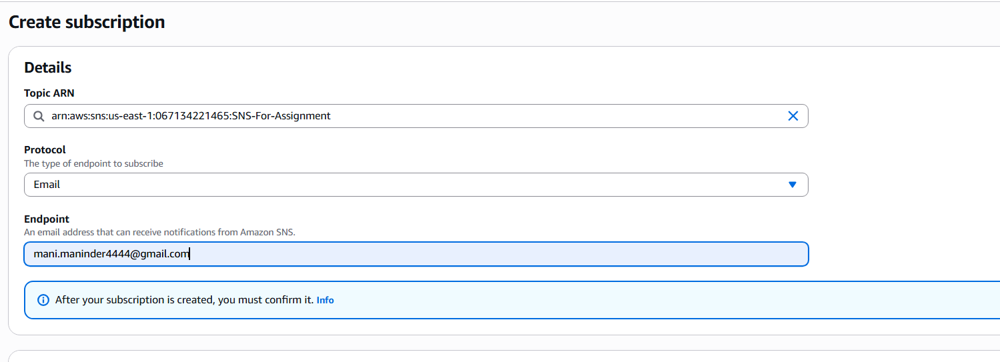 Create subscription
Details
Topic ARN
arn:aws:sns:us-east-1:067134221465:SNS-For-Assignment
Protocol
The type of endpoint to subscribe
Email
Endpoint
An email address that can receive notifications from Amazon SNS.
mani.maninder4444@gmail.com
After your subscription is created, you must confirm it. Info